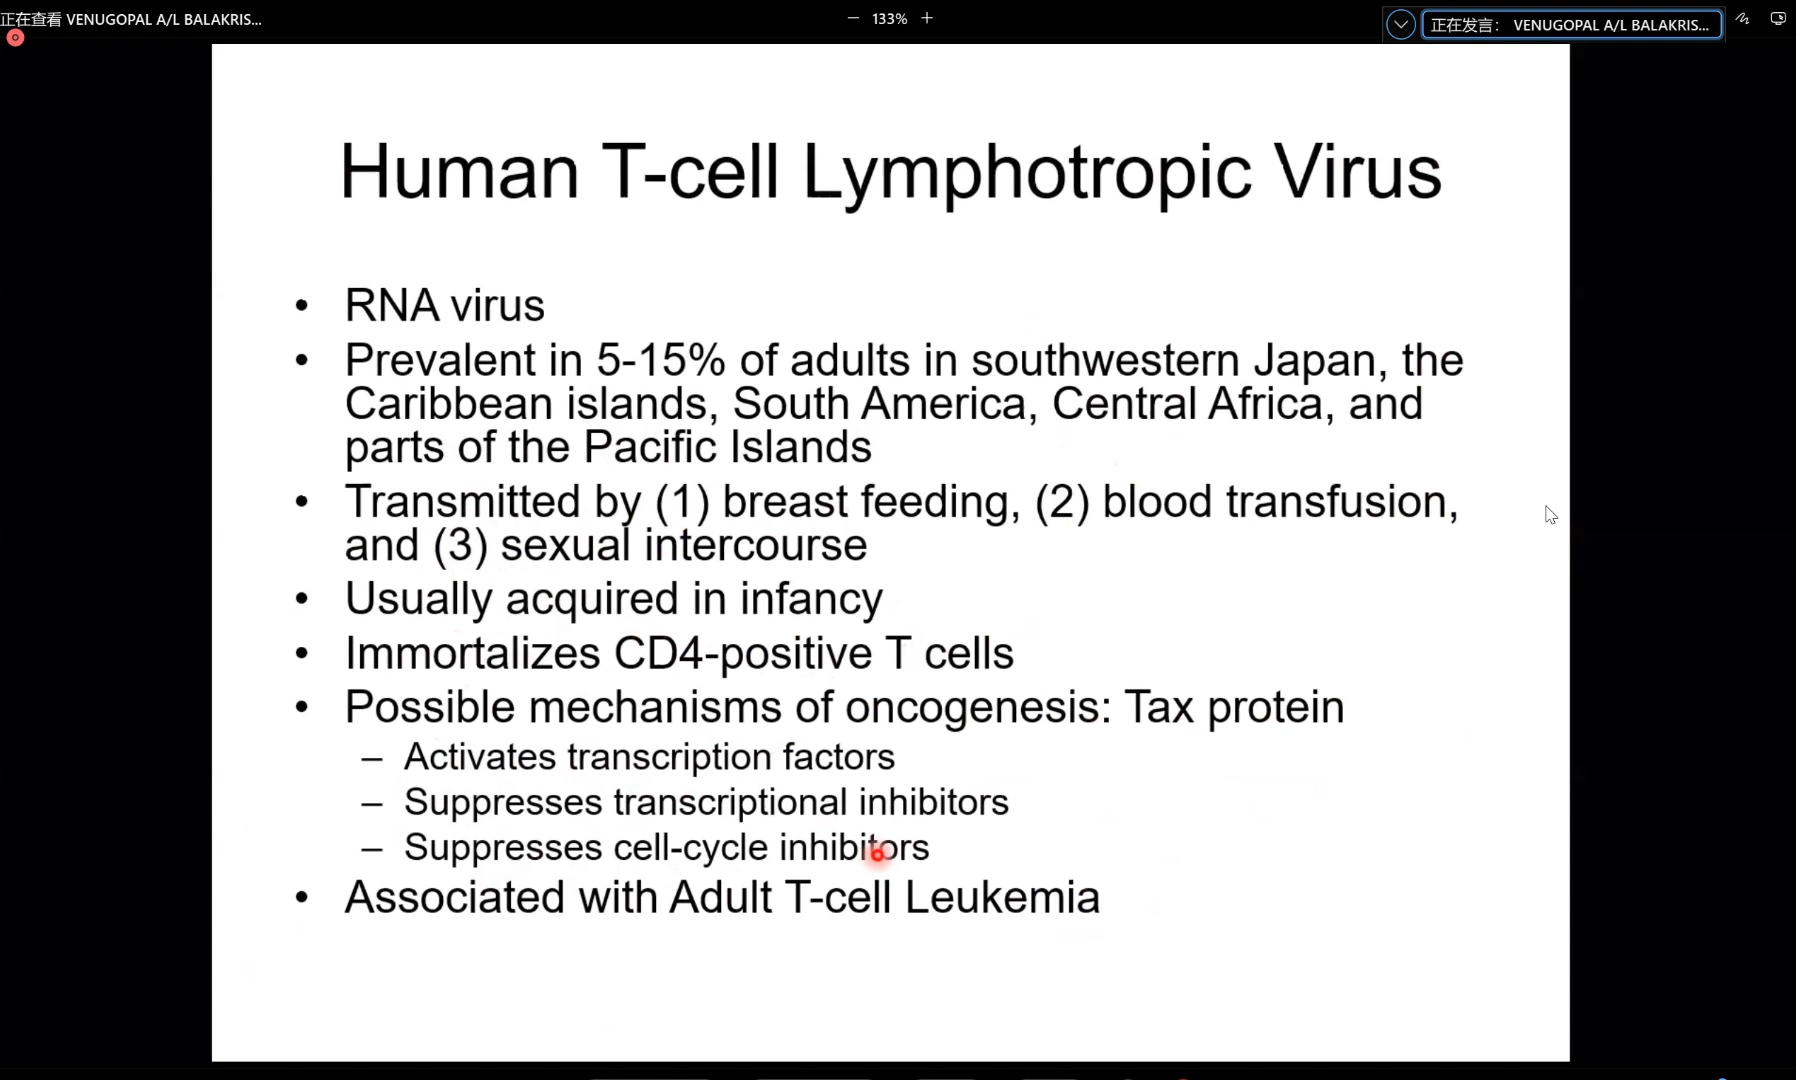 正在查看 VENUGOPAL A/L BALAKRIS...
133%
正在发言： VENUGOPAL A/L BALAKRIS...
Human T-cell Lymphotropic Virus
• RNA virus
• Prevalent in 5-15% of adults in southwestern Japan, the
Caribbean islands, South America, Central Africa, and
parts of the Pacific Islands
• Transmitted by (1) breast feeding, (2) blood transfusion,
and (3) sexual intercourse
• Usually acquired in infancy
• Immortalizes CD4-positive T cells
• Possible mechanisms of oncogenesis: Tax protein
– Activates transcription factors
– Suppresses transcriptional inhibitors
– Suppresses cell-cycle inhibitors
• Associated with Adult T-cell Leukemia